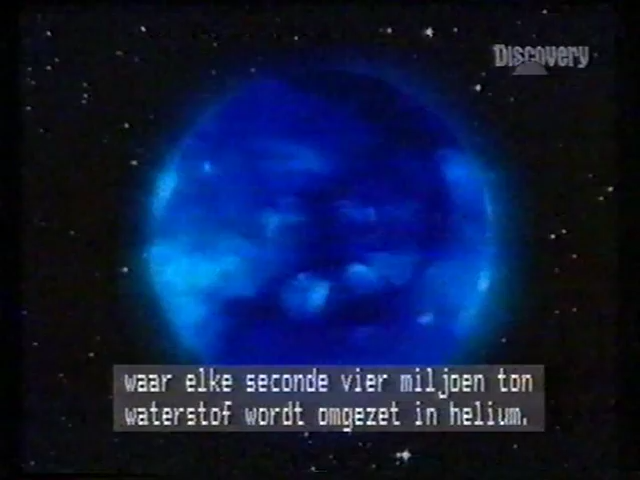 Discovery
waar elke seconde vier miljoen ton
waterstof wordt omgezet in helium.